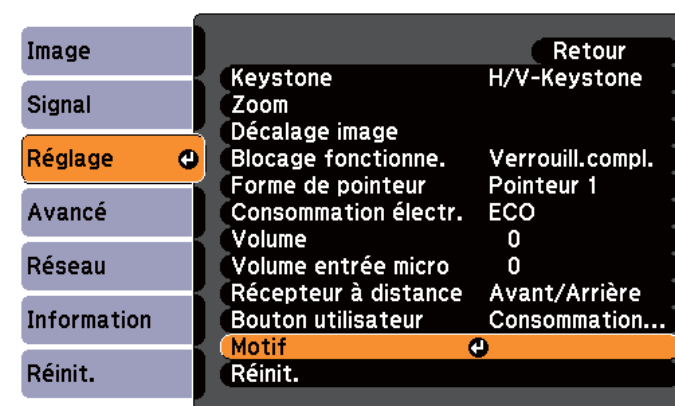 Image
Signal
Réglage
Avancé
Réseau
Information
Réinit.
Retour
Keystone H/V-Keystone
Zoom
Décalage image
Blocage fonctionne. Verrouill.compl.
Forme de pointeur Pointeur 1
Consommation électr. ECO
Volume 0
Volume entrée micro 0
Récepteur à distance Avant/Arrière
Bouton utilisateur Consommation...
Motif
Réinit.